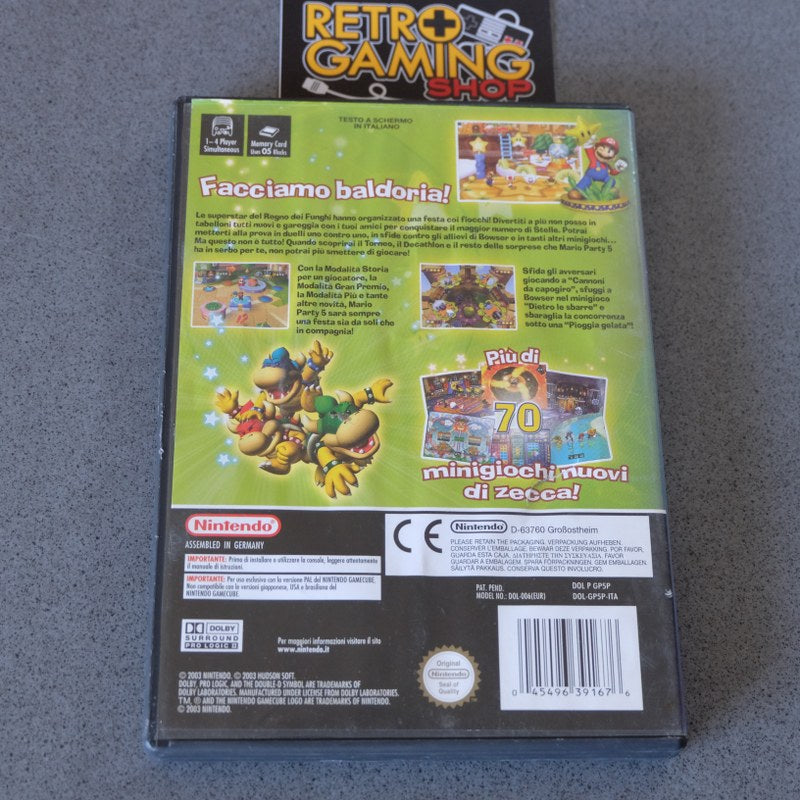 RETRO
GAMING
SHOP
1-4 Player
Simultaneous
Memory Card
Uses 05 Blocks
TESTO A SCHERMO
IN ITALIANO
Facciamo baldoria!
Le superstar del Regno dei Funghi hanno organizzato una festa coi fiocchi! Divertiti a più non posso in
tabelloni tutti nuovi e gareggia con i tuoi amici per conquistare il maggior numero di Stelle. Potrai
metterti alla prova in duelli uno contro uno, in sfide contro gli allievi di Bowser e in tanti altri minigiochi...
Ma questo non è tutto! Quando scoprirai il Torneo, il Decathlon e il resto delle sorprese che Mario Party 5
ha in serbo per te, non potrai più smettere di giocare!
Con la Modalità Storia
per un giocatore, la
Modalità Gran Premio,
la Modalità Più e tante
altre novità, Mario
Party 5 sarà sempre
una festa sia da soli che
in compagnia!
Sfida gli avversari
giocando a "Cannoni
da capogiro", sfuggi a
Bowser nel minigioco
"Dietro le sbarre" e
sbaraglia la concorrenza
sotto una "Pioggia gelata"!
Più di
70
minigiochi nuovi
di zecca!
Nintendo®
ASSEMBLED IN GERMANY
IMPORTANTE: Prima di installare o utilizzare la console, leggere attentamente
il manuale di istruzioni.
IMPORTANTE: Per uso esclusivo con la versione PAL del NINTENDO GAMECUBE.
Non compatibile con le versioni giapponese, USA e brasiliana del
NINTENDO GAMECUBE.
CE
Nintendo D-63760 Großostheim
PLEASE RETAIN THE PACKAGING. VERPACKUNG AUFHEBEN.
CONSERVER L'EMBALLAGE. BEWAAR DEZE VERPAKKING. POR FAVOR,
GUARDA ESTA CAJA. ΔΙΑΤΗΡΗΣΤΕ ΤΗΝ ΣΥΣΚΕΥΑΣΙΑ. FAVOR
GUARDAR A EMBALAGEM. SPARA FÖRPACKNINGEN. GEM EMBALLAGEN.
SÄILYTÄ PAKKAUS. CONSERVA QUESTO INVOLUCRO.
PAT. PEND.
MODEL NO.: DOL-006(EUR)
DOL P GP5P
DOL-GP5P-ITA
DOLBY
SURROUND
PRO LOGIC II
Per maggiori informazioni visitare il sito
www.nintendo.it
© 2003 NINTENDO. © 2003 HUDSON SOFT.
DOLBY, PRO LOGIC, AND THE DOUBLE-D SYMBOL ARE TRADEMARKS OF
DOLBY LABORATORIES. MANUFACTURED UNDER LICENSE FROM DOLBY LABORATORIES.
TM, ® AND THE NINTENDO GAMECUBE LOGO ARE TRADEMARKS OF NINTENDO.
© 2003 NINTENDO.
Original
Nintendo
Seal of
Quality
0 45496 39167 6